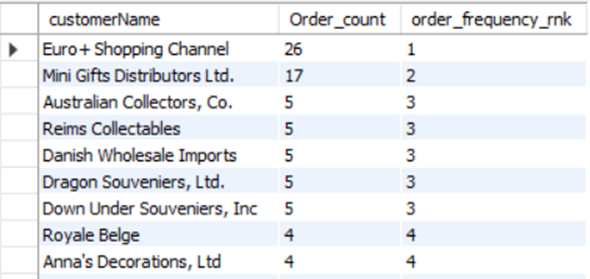 customerName Order_count order_frequency_rnk
Euro+ Shopping Channel 26 1
Mini Gifts Distributors Ltd. 17 2
Australian Collectors, Co. 5 3
Reims Collectables 5 3
Danish Wholesale Imports 5 3
Dragon Souveniers, Ltd. 5 3
Down Under Souveniers, Inc 5 3
Royale Belge 4 4
Anna's Decorations, Ltd 4 4